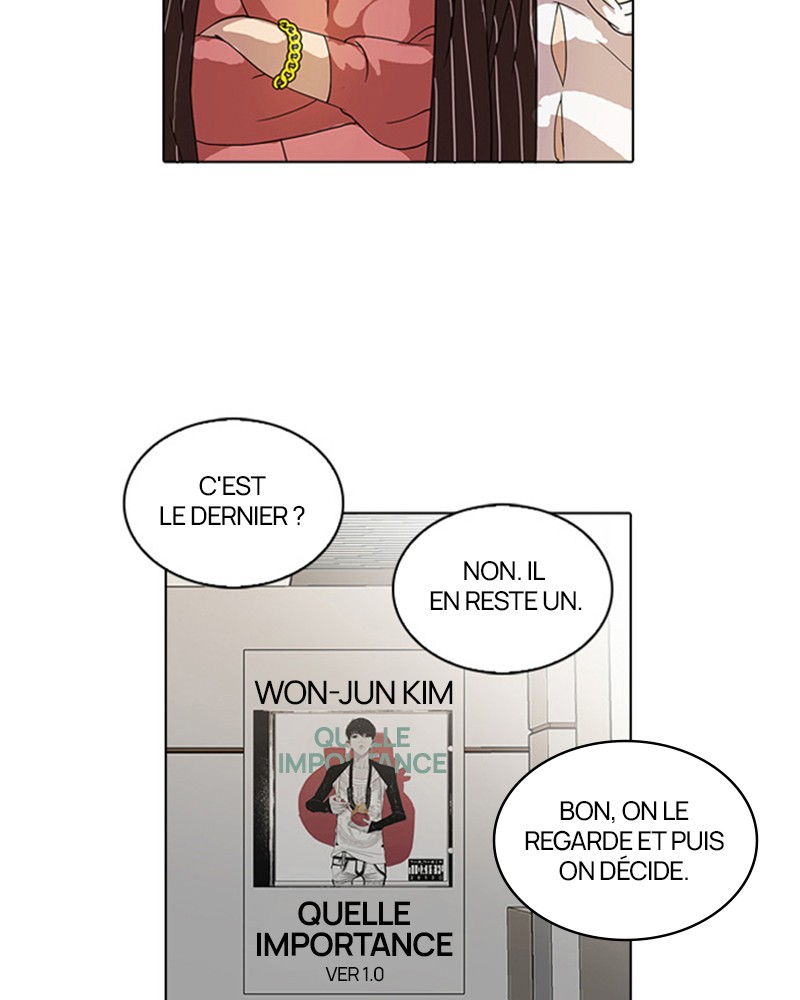 C'EST
LE DERNIER ?
NON. IL
EN RESTE UN.
WON-JUN KIM
QUELLE
IMPORTANCE
BON, ON LE
REGARDE ET PUIS
ON DÉCIDE.
QUELLE
IMPORTANCE
VER 1.0